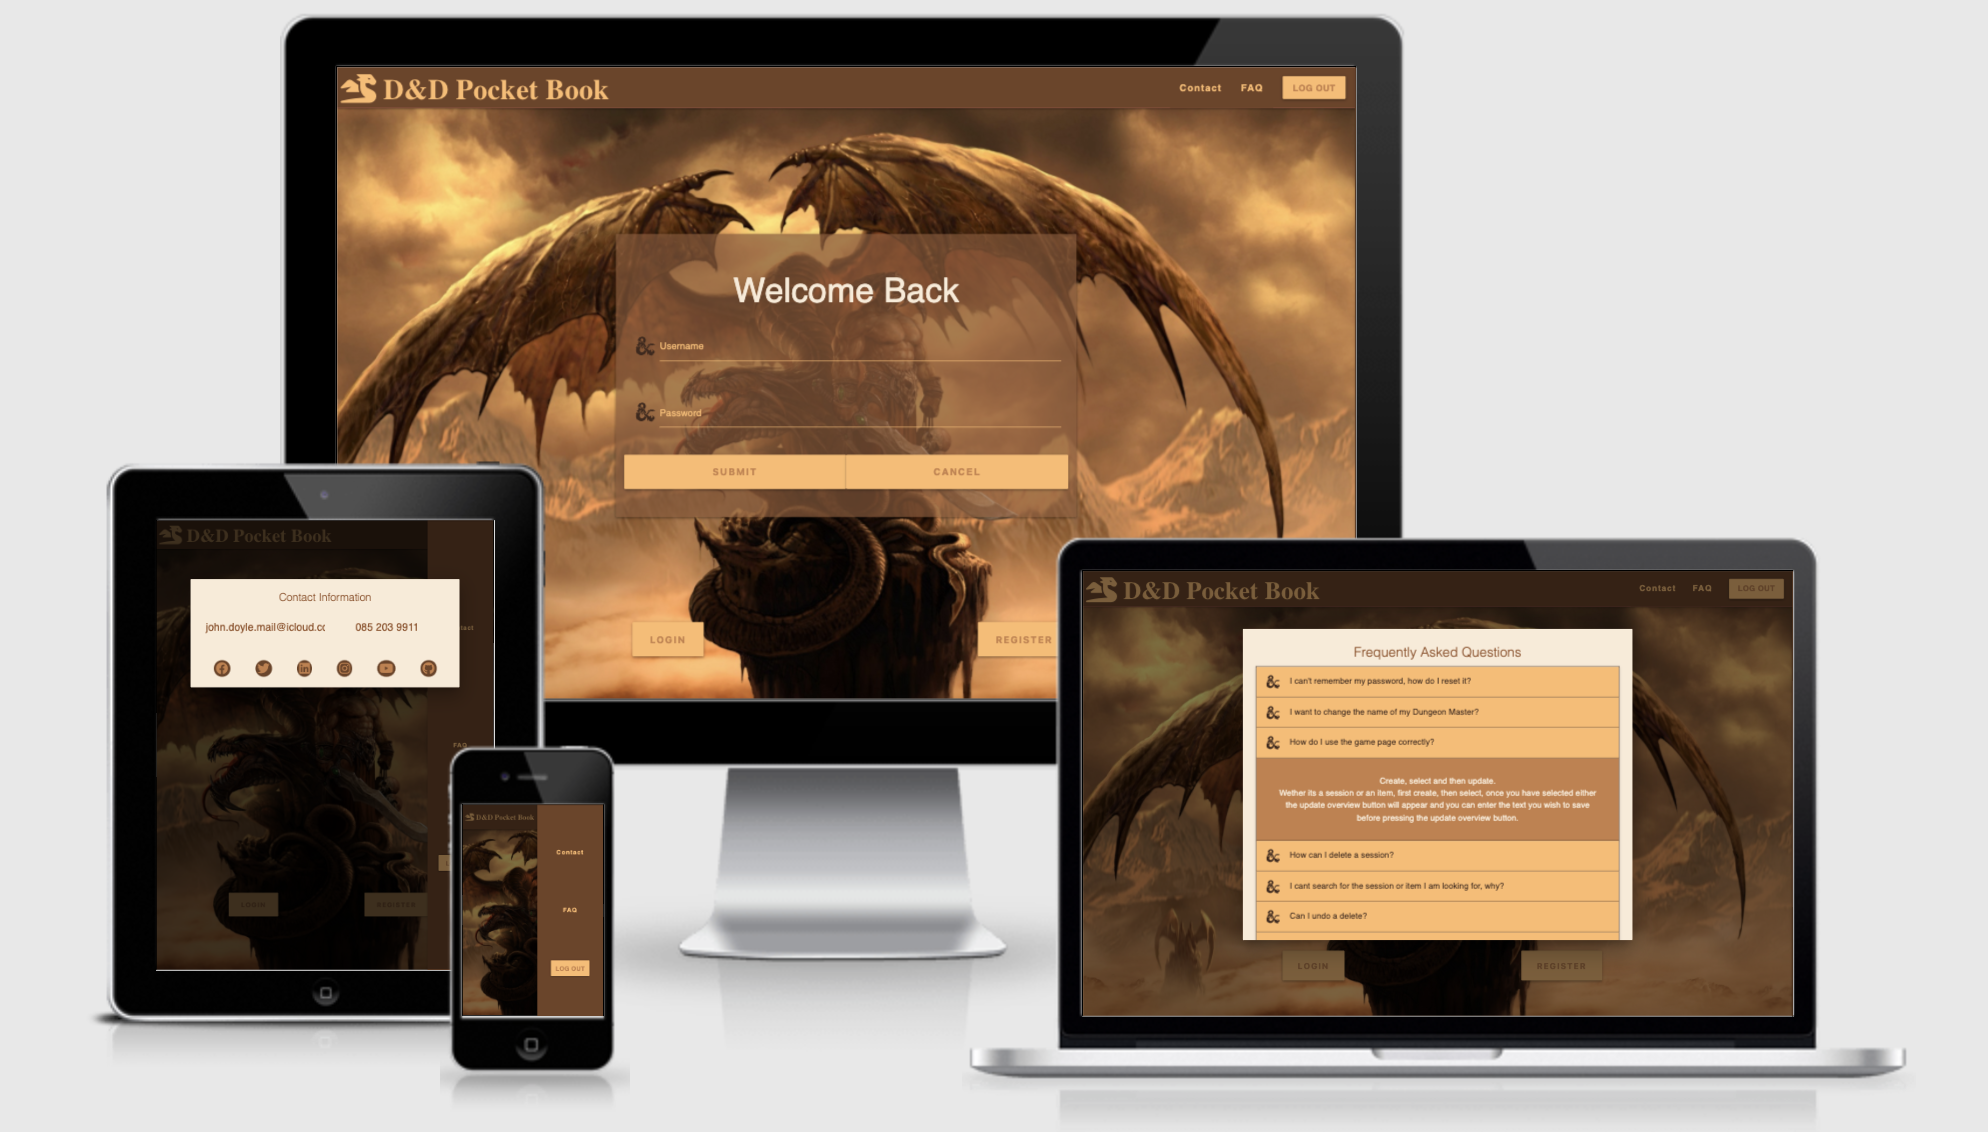 D&D Pocket Book
Contact FAQ LOG OUT
Welcome Back
Username
Password
SUBMIT CANCEL
LOGIN REGISTER
D&D Pocket Book
Contact Information
john.doyle.mail@icloud.cc 085 203 9911
FAQ
LOGIN REGISTER
D&D Pocket Book
Contact
FAQ
LOG OUT
D&D Pocket Book
Contact FAQ LOG OUT
Frequently Asked Questions
& I can't remember my password, how do I reset it?
& I want to change the name of my Dungeon Master?
& How do I use the game page correctly?
Create, select and then update.
Wether its a session or an item, first create, then select, once you have selected either
the update overview button will appear and you can enter the text you wish to save
before pressing the update overview button.
& How can I delete a session?
& I cant search for the session or item I am looking for, why?
& Can I undo a delete?
LOGIN REGISTER